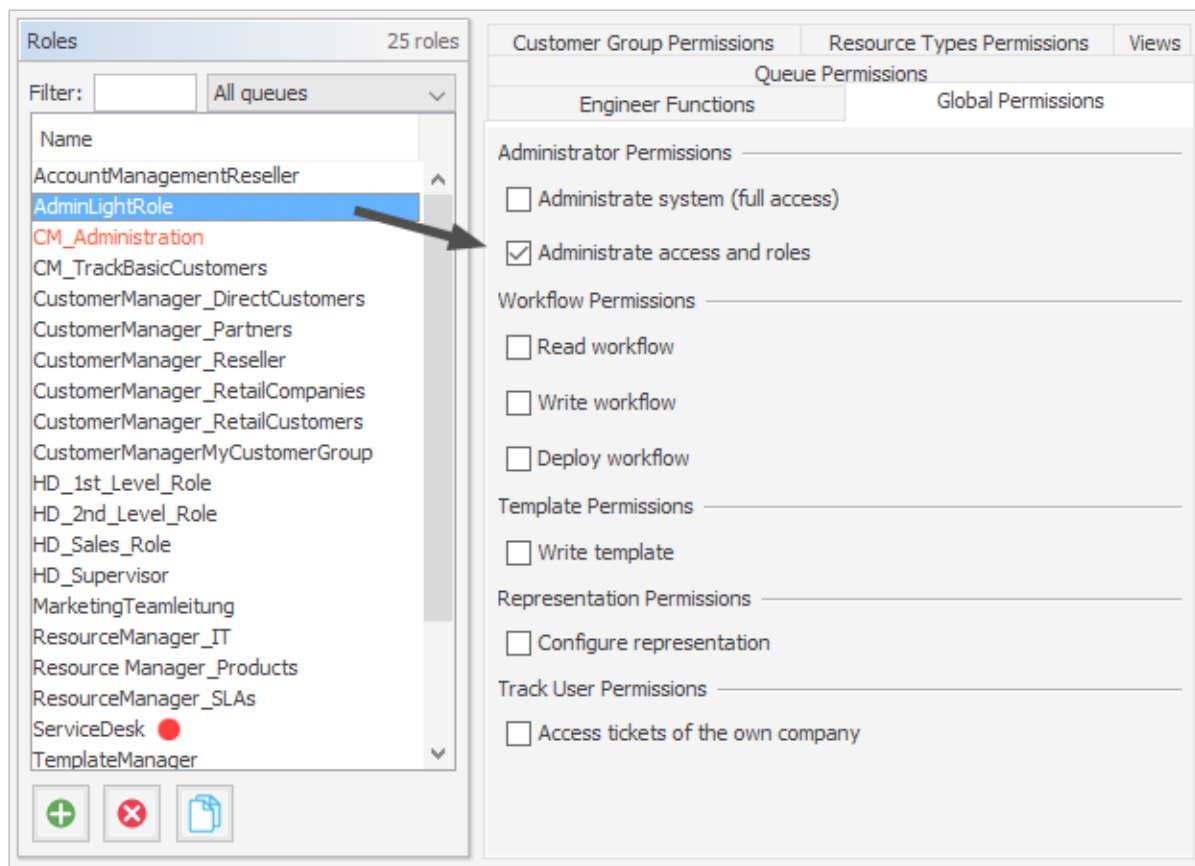 Roles 25 roles
Filter: All queues
Name
AccountManagementReseller
AdminLightRole
CM_Administration
CM_TrackBasicCustomers
CustomerManager_DirectCustomers
CustomerManager_Partners
CustomerManager_Reseller
CustomerManager_RetailCompanies
CustomerManager_RetailCustomers
CustomerManagerMyCustomerGroup
HD_1st_Level_Role
HD_2nd_Level_Role
HD_Sales_Role
HD_Supervisor
MarketingTeamleitung
ResourceManager_IT
Resource Manager_Products
ResourceManager_SLAs
ServiceDesk
TemplateManager
Customer Group Permissions Resource Types Permissions Views
Queue Permissions
Engineer Functions Global Permissions
Administrator Permissions
Administrate system (full access)
Administrate access and roles
Workflow Permissions
Read workflow
Write workflow
Deploy workflow
Template Permissions
Write template
Representation Permissions
Configure representation
Track User Permissions
Access tickets of the own company